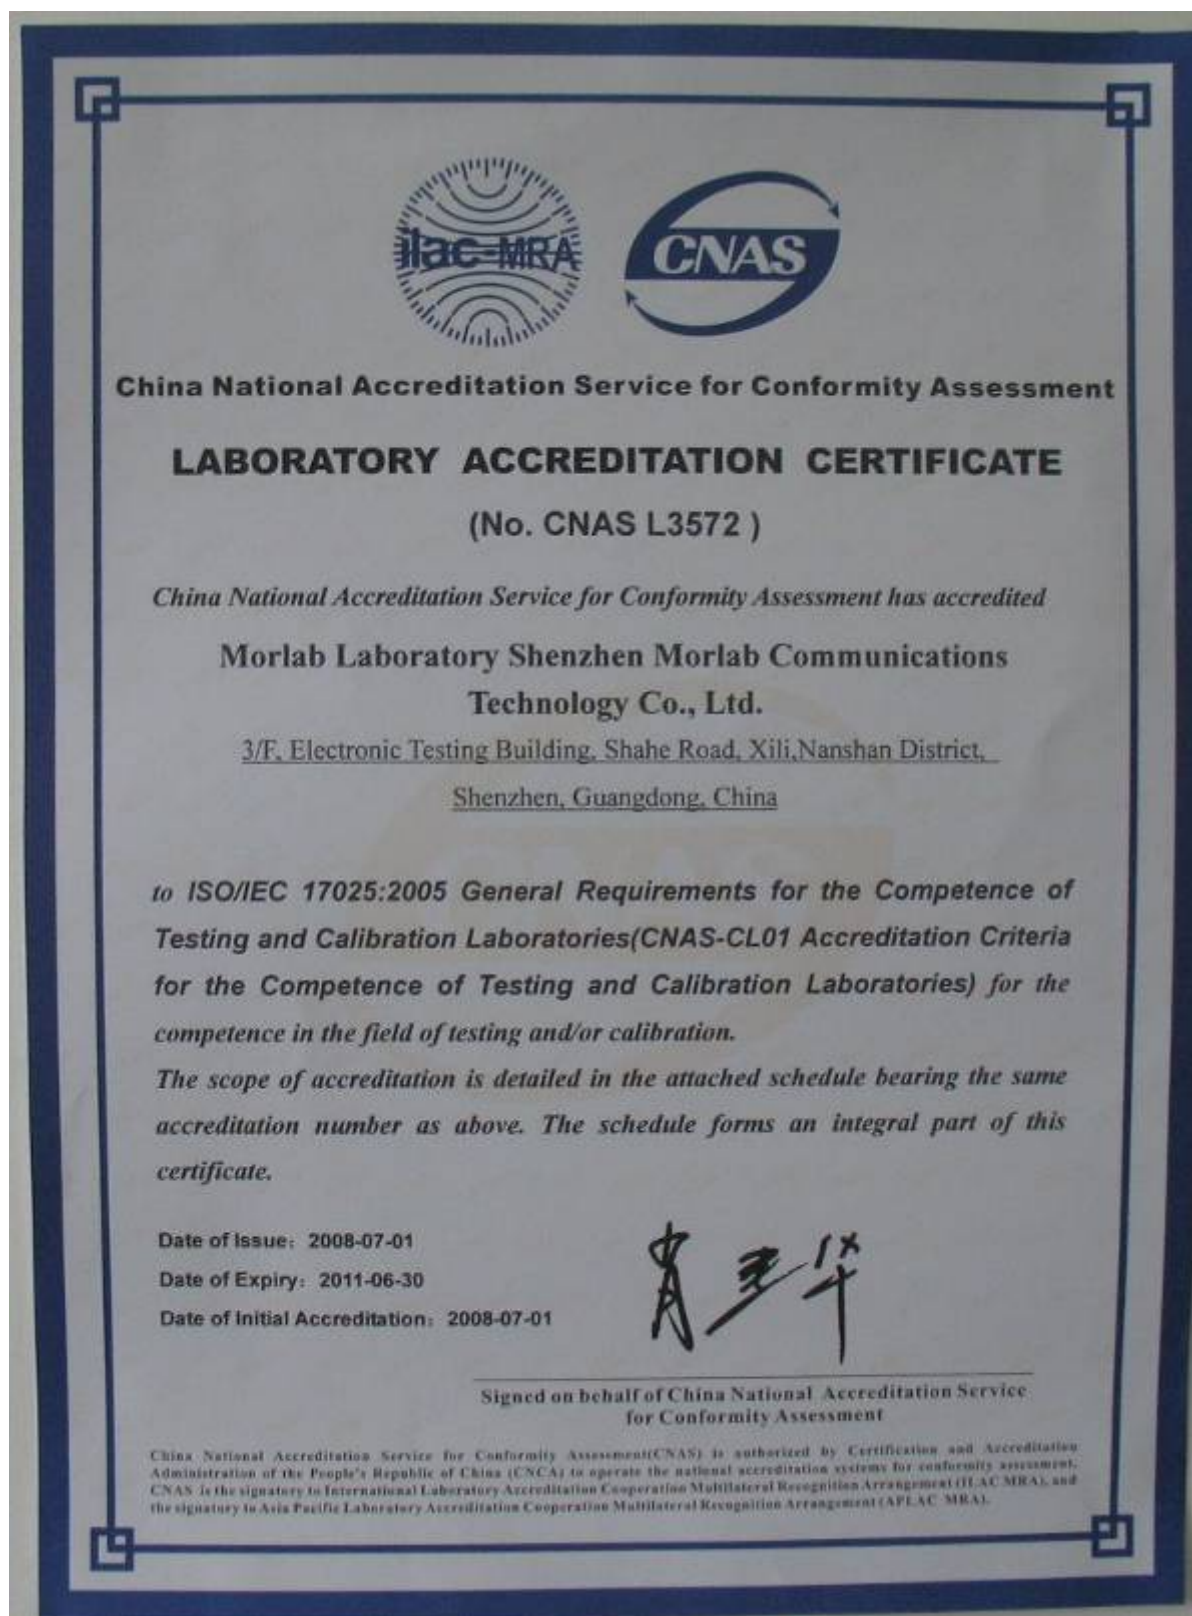 ilac-MRA
CNAS
China National Accreditation Service for Conformity Assessment
LABORATORY ACCREDITATION CERTIFICATE
(No. CNAS L3572 )
China National Accreditation Service for Conformity Assessment has accredited
Morlab Laboratory Shenzhen Morlab Communications
Technology Co., Ltd.
3/F, Electronic Testing Building, Shahe Road, Xili,Nanshan District,
Shenzhen, Guangdong, China
to ISO/IEC 17025:2005 General Requirements for the Competence of
Testing and Calibration Laboratories(CNAS-CL01 Accreditation Criteria
for the Competence of Testing and Calibration Laboratories) for the
competence in the field of testing and/or calibration.
The scope of accreditation is detailed in the attached schedule bearing the same
accreditation number as above. The schedule forms an integral part of this
certificate.
Date of Issue: 2008-07-01
Date of Expiry: 2011-06-30
Date of Initial Accreditation: 2008-07-01
Signed on behalf of China National Accreditation Service
for Conformity Assessment
China National Accreditation Service for Conformity Assessment(CNAS) is authorized by Certification and Accreditation
Administration of the People's Republic of China (CNCA) to operate the national accreditation systems for conformity assessment.
CNAS is the signatory to International Laboratory Accreditation Cooperation Multilateral Recognition Arrangement (ILAC MRA), and
the signatory to Asia Pacific Laboratory Accreditation Cooperation Multilateral Recognition Arrangement (APLAC MRA).